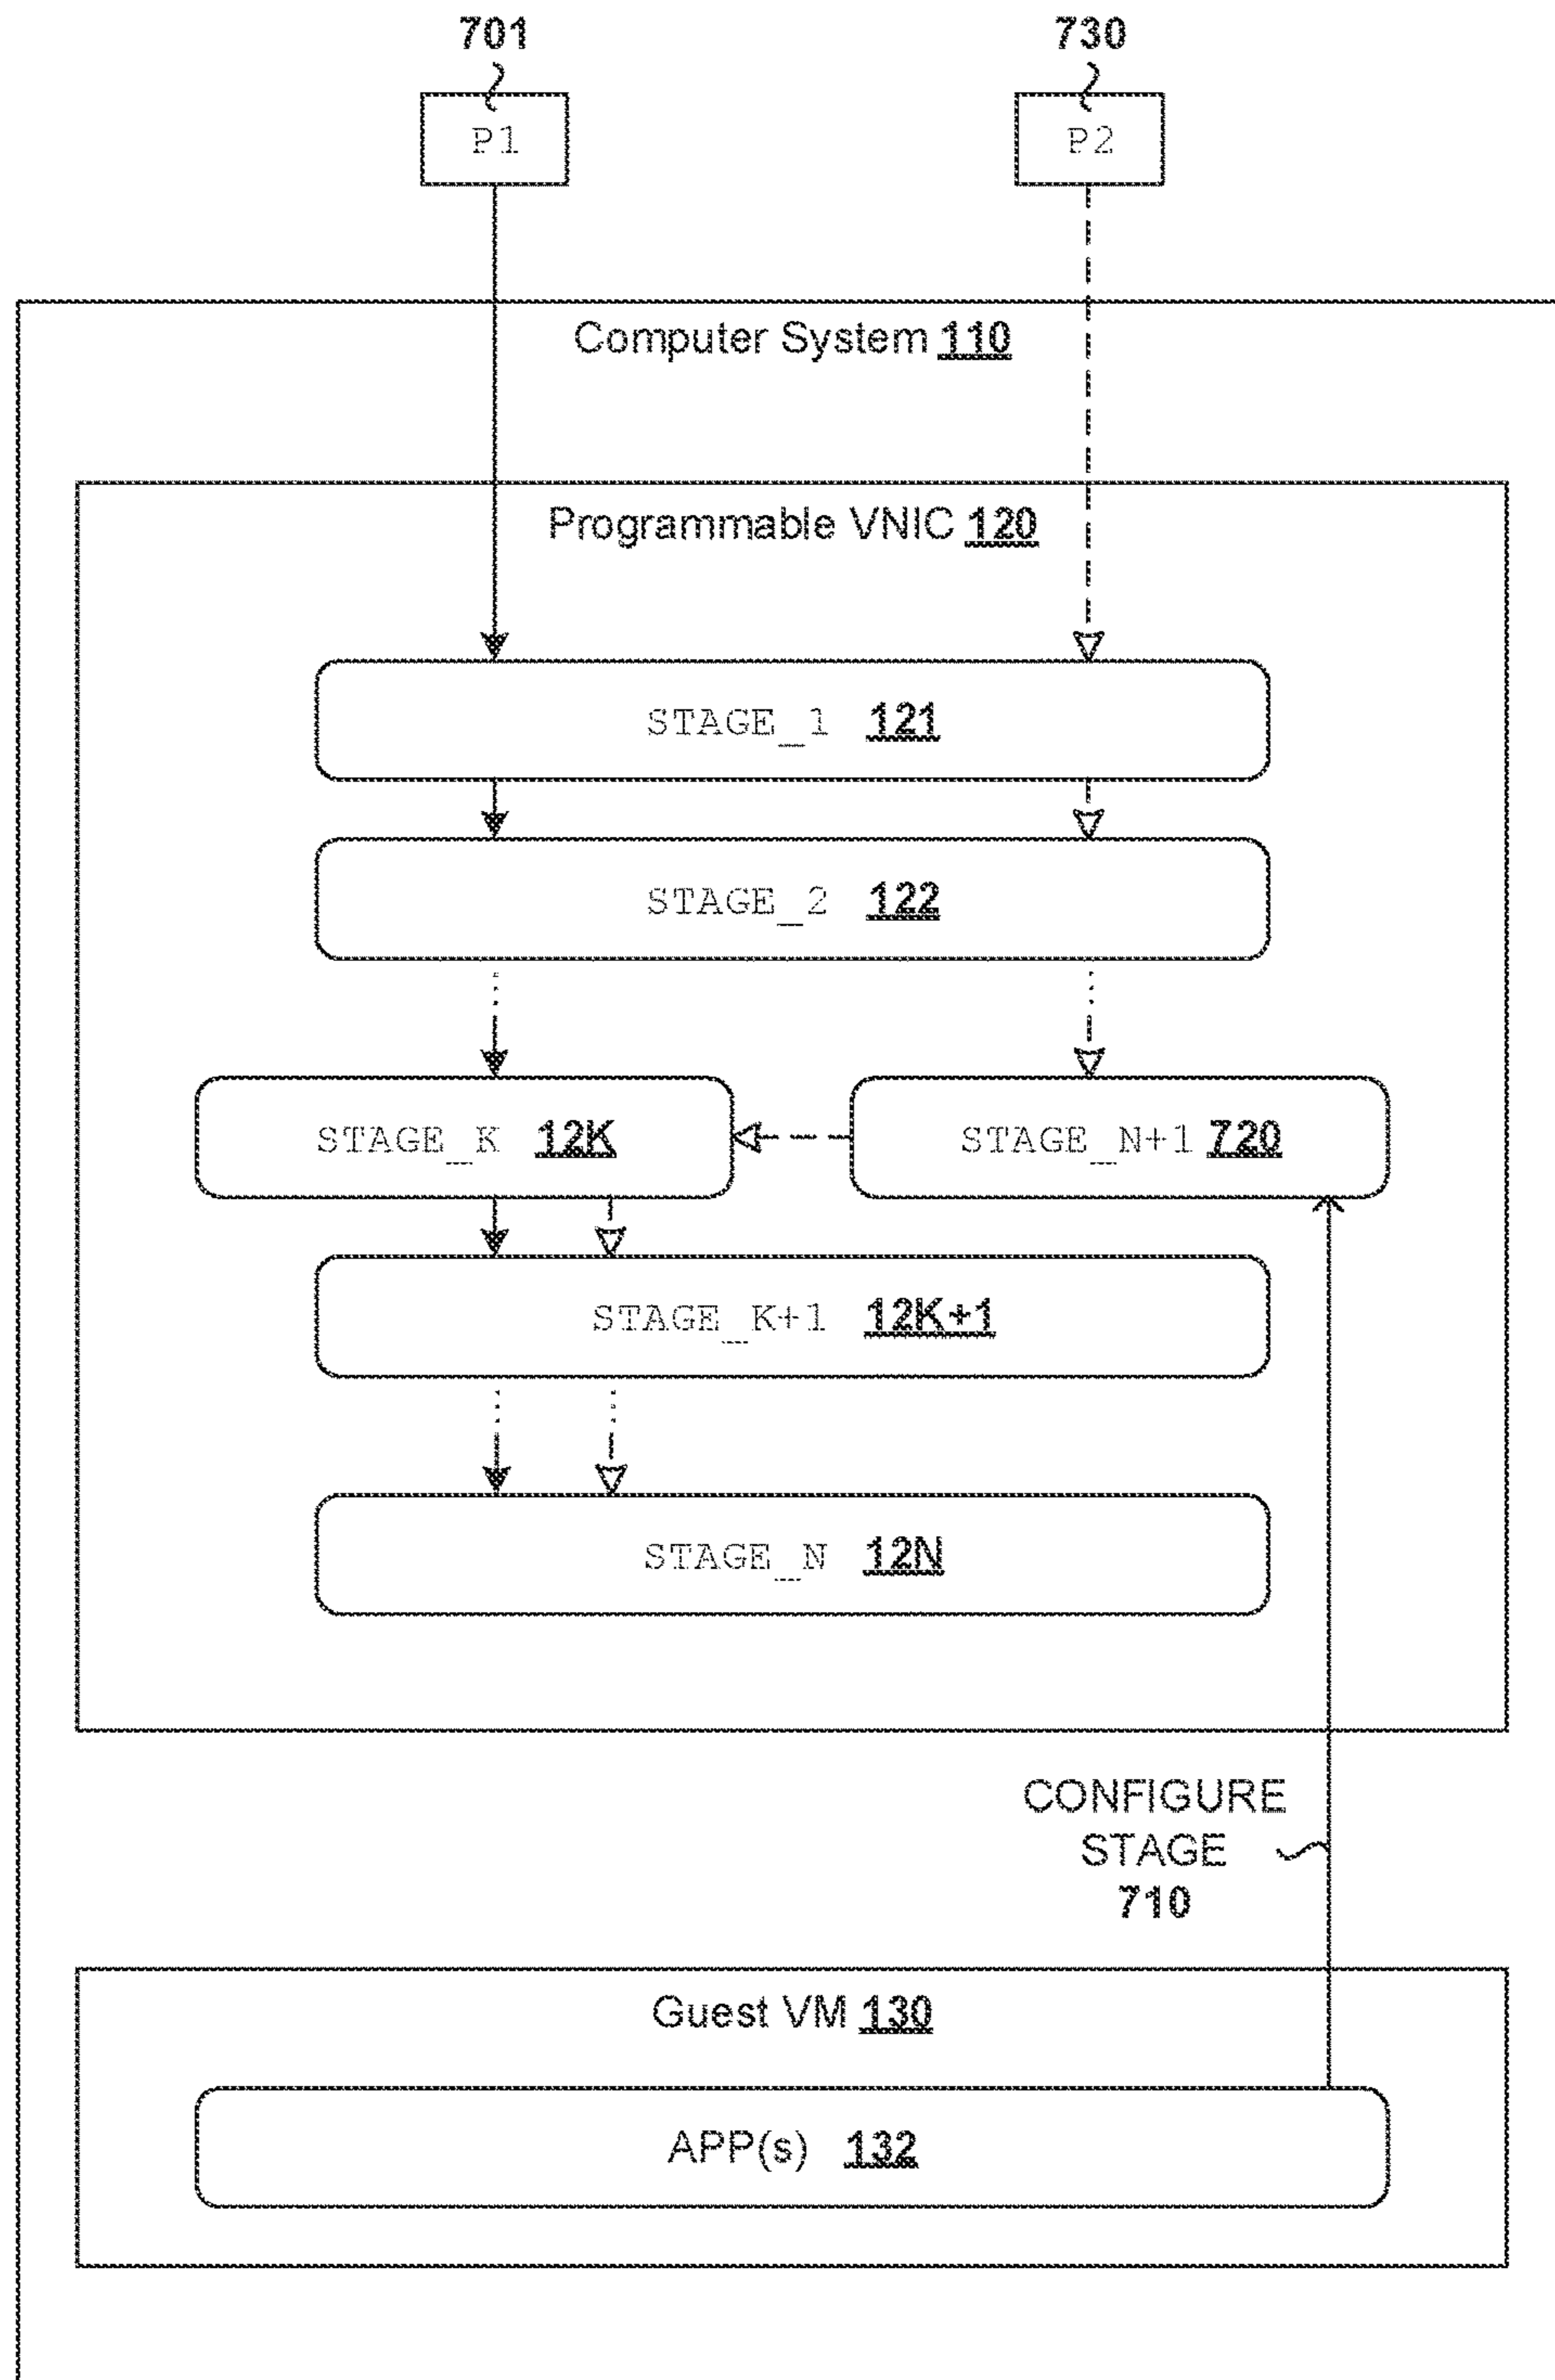 701 730
P1 P2
Computer System 110
Programmable VNIC 120
STAGE_1 121
STAGE_2 122
STAGE_K 12K STAGE_N+1 720
STAGE_K+1 12K+1
STAGE_N 12N
CONFIGURE
STAGE
710
Guest VM 130
APP(s) 132